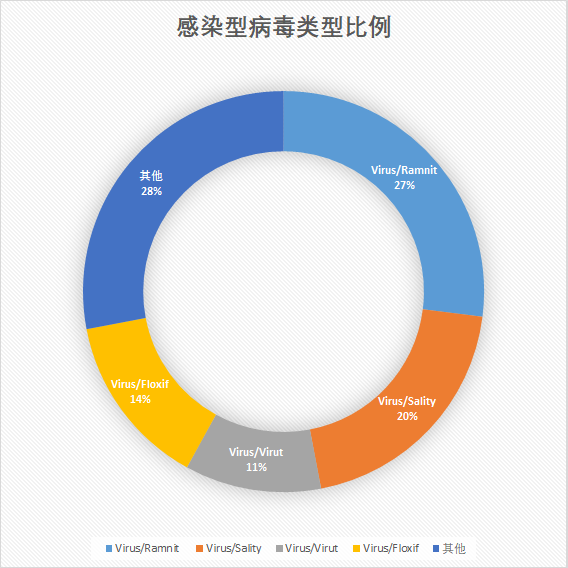 感染型病毒类型比例
其他
28%
Virus/Ramnit
27%
Virus/Floxif
14%
Virus/Sality
20%
Virus/Virut
11%
Virus/Ramnit Virus/Sality Virus/Virut Virus/Floxif 其他